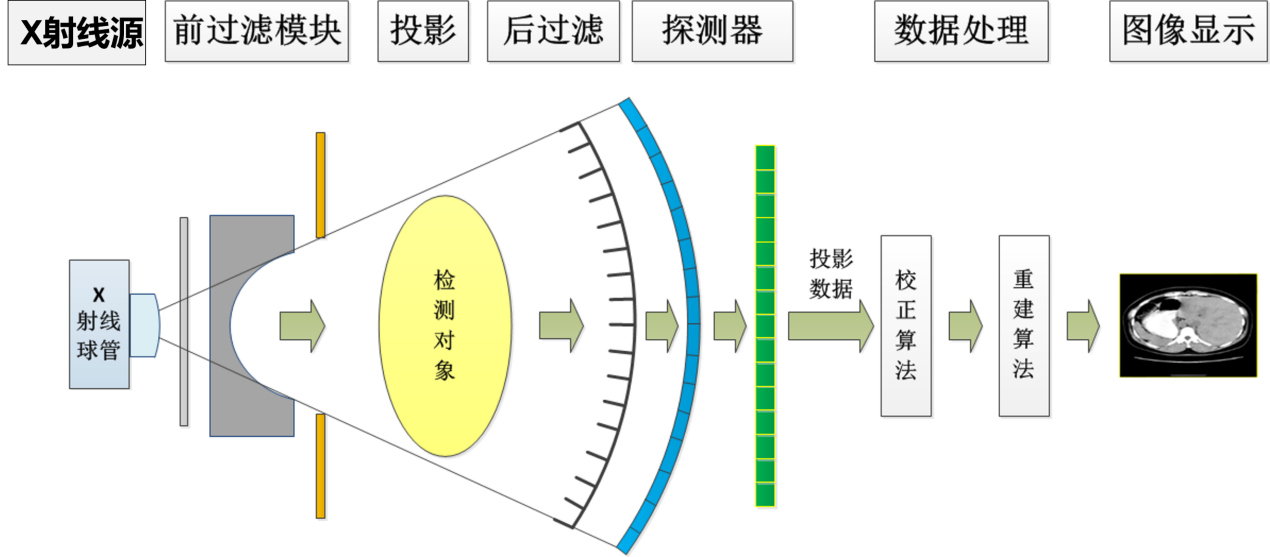 X射线源
前过滤模块
投影
后过滤
探测器
数据处理
图像显示
X
射线
球管
检
测
对
象
投影
数据
校
正
算
法
重
建
算
法